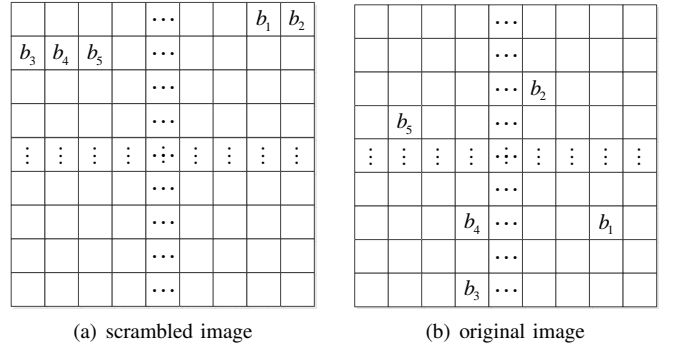 ⋯ b₁ b₂
b₃ b₄ b₅ ⋯
⋯
⋯
⋮ ⋮ ⋮ ⋮ ⋯ ⋮ ⋮ ⋮ ⋮
⋯
⋯
⋯
⋯
(a) scrambled image
⋯
⋯
⋯ b₂
b₅ ⋯
⋮ ⋮ ⋮ ⋮ ⋯ ⋮ ⋮ ⋮ ⋮
⋯
b₄ ⋯ b₁
⋯
b₃ ⋯
(b) original image